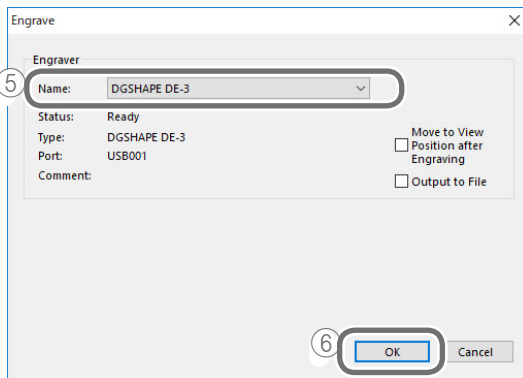 Engrave
Engraver
⑤
Name: DGSHAPE DE-3
Status: Ready
Type: DGSHAPE DE-3
Port: USB001
Comment:
Move to View
Position after
Engraving
Output to File
⑥
OK Cancel